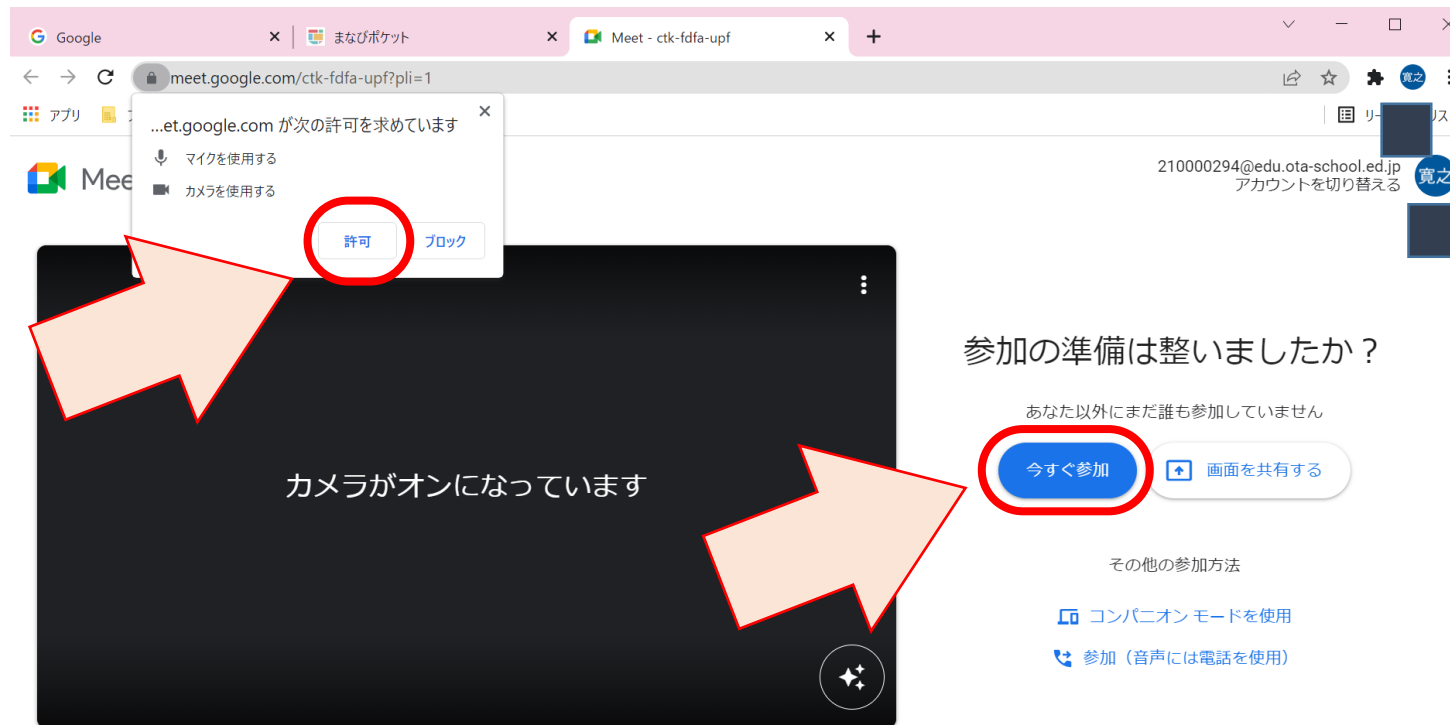 Google
まなびポケット
Meet - ctk-fdfa-upf
meet.google.com/ctk-fdfa-upf?pli=1
寛之
アプリ
...et.google.com が次の許可を求めています
マイクを使用する
カメラを使用する
許可
ブロック
210000294@edu.ota-school.ed.jp
アカウントを切り替える
寛之
カメラがオンになっています
参加の準備は整いましたか？
あなた以外にまだ誰も参加していません
今すぐ参加
画面を共有する
その他の参加方法
コンパニオン モードを使用
参加（音声には電話を使用）